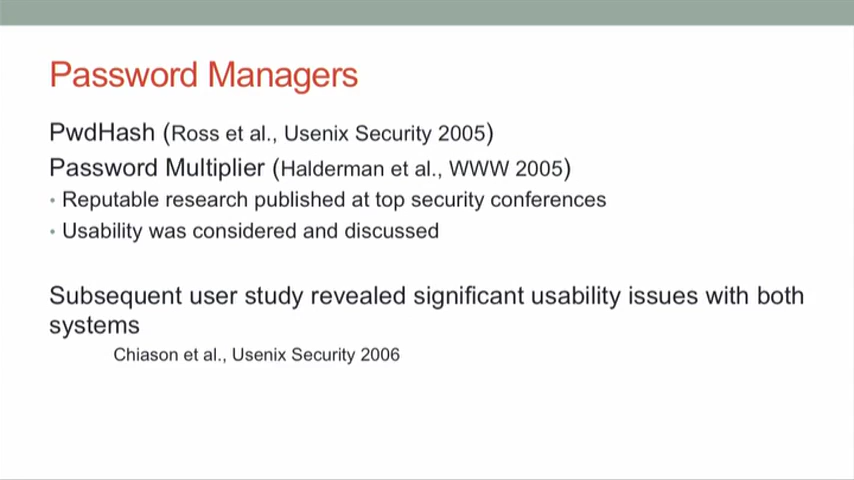 Password Managers
PwdHash (Ross et al., Usenix Security 2005)
Password Multiplier (Halderman et al., WWW 2005)
• Reputable research published at top security conferences
• Usability was considered and discussed
Subsequent user study revealed significant usability issues with both
systems
Chiason et al., Usenix Security 2006